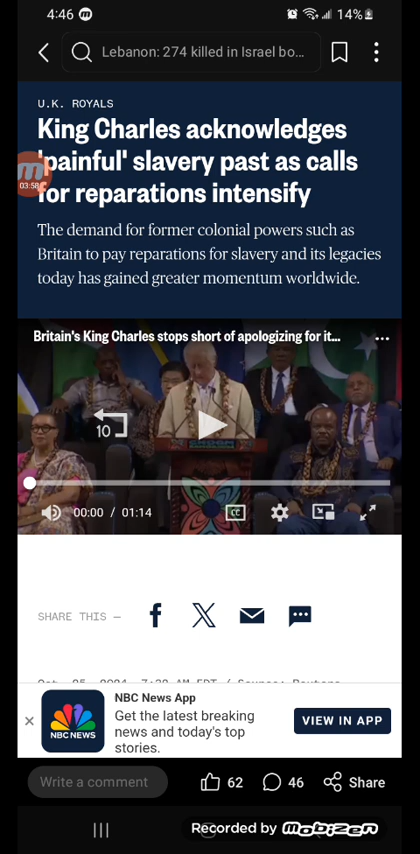 4:46
14%
Lebanon: 274 killed in Israel bo...
U.K. ROYALS
King Charles acknowledges
'painful' slavery past as calls
for reparations intensify
03:58
The demand for former colonial powers such as
Britain to pay reparations for slavery and its legacies
today has gained greater momentum worldwide.
Britain's King Charles stops short of apologizing for it...
10
00:00 / 01:14
CC
SHARE THIS —
NBC News App
Get the latest breaking
news and today's top
stories.
NBC NEWS
VIEW IN APP
Write a comment
62
46
Share
Recorded by Mobizen